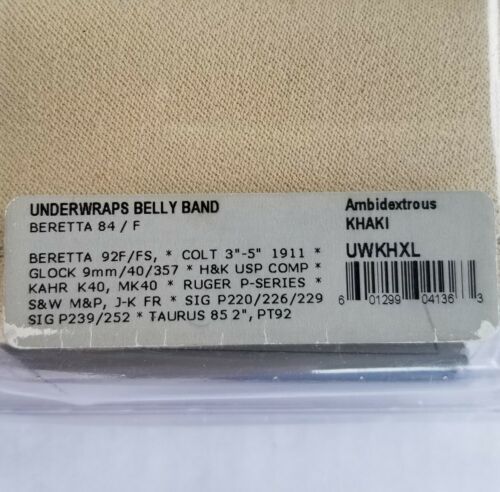 UNDERWRAPS BELLY BAND
BERETTA 84 / F
BERETTA 92F/FS, * COLT 3"-5" 1911 *
GLOCK 9mm/40/357 * H&K USP COMP *
KAHR K40, MK40 * RUGER P-SERIES *
S&W M&P, J-K FR * SIG P220/226/229
SIG P239/252 * TAURUS 85 2", PT92
Ambidextrous
KHAKI
UWKHXL
6 01299 04136 3